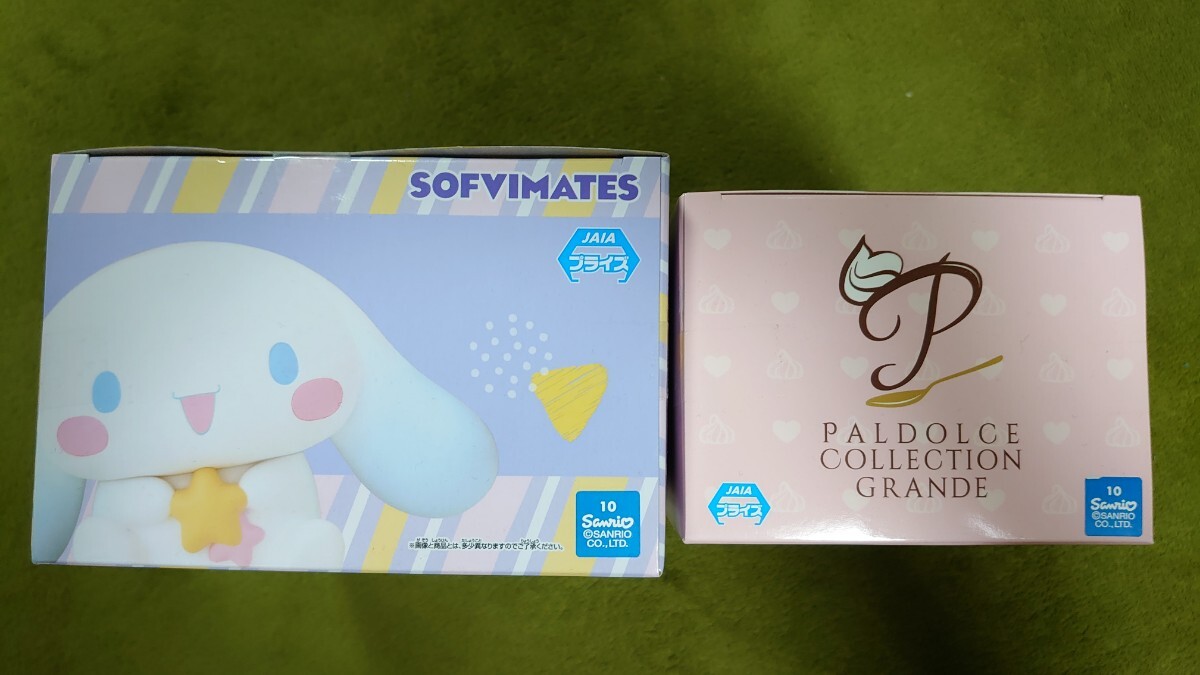 SOFVIMATES
JAIA
プライズ
10
Sanrio
©SANRIO
CO.,LTD.
※画像と商品とは、多少異なりますのでご了承ください。
P
PALDOLCE
COLLECTION
GRANDE
JAIA
プライズ
10
Sanrio
©SANRIO
CO.,LTD.